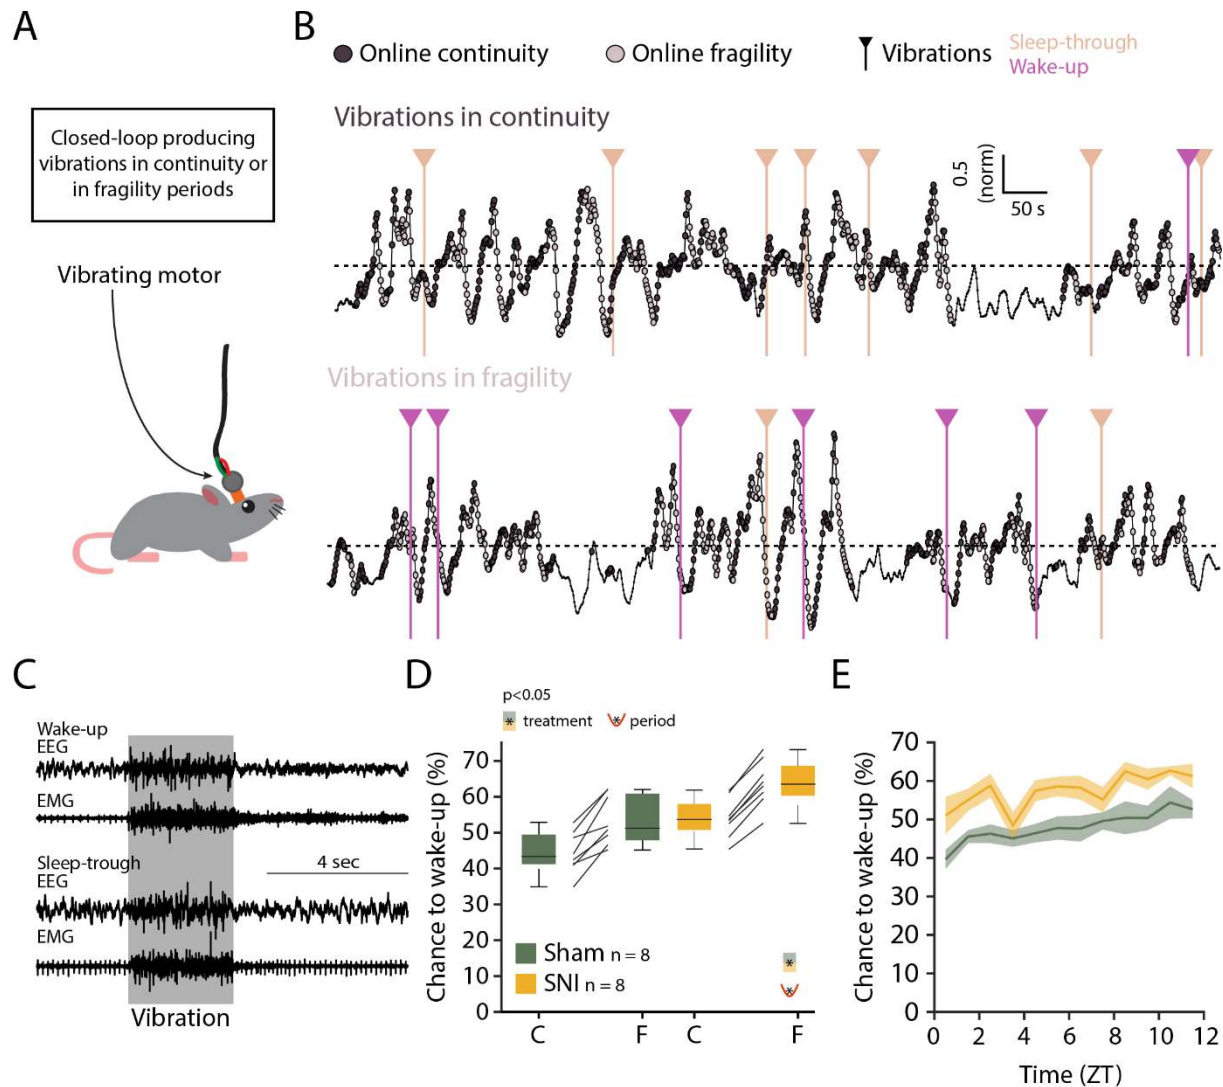 A
Closed-loop producing
vibrations in continuity or
in fragility periods
Vibrating motor
B
Online continuity
Online fragility
Vibrations
Sleep-through
Wake-up
Vibrations in continuity
0.5
(norm)
50 s
Vibrations in fragility
C
Wake-up
EEG
EMG
Sleep-trough
EEG
4 sec
EMG
Vibration
D
p<0.05
* treatment
* period
Chance to wake-up (%)
70
60
50
40
30
20
10
0
Sham n = 8
SNI n = 8
*
*
C
F
C
F
E
Chance to wake-up (%)
70
60
50
40
30
20
10
0
0
2
4
6
8
10
12
Time (ZT)